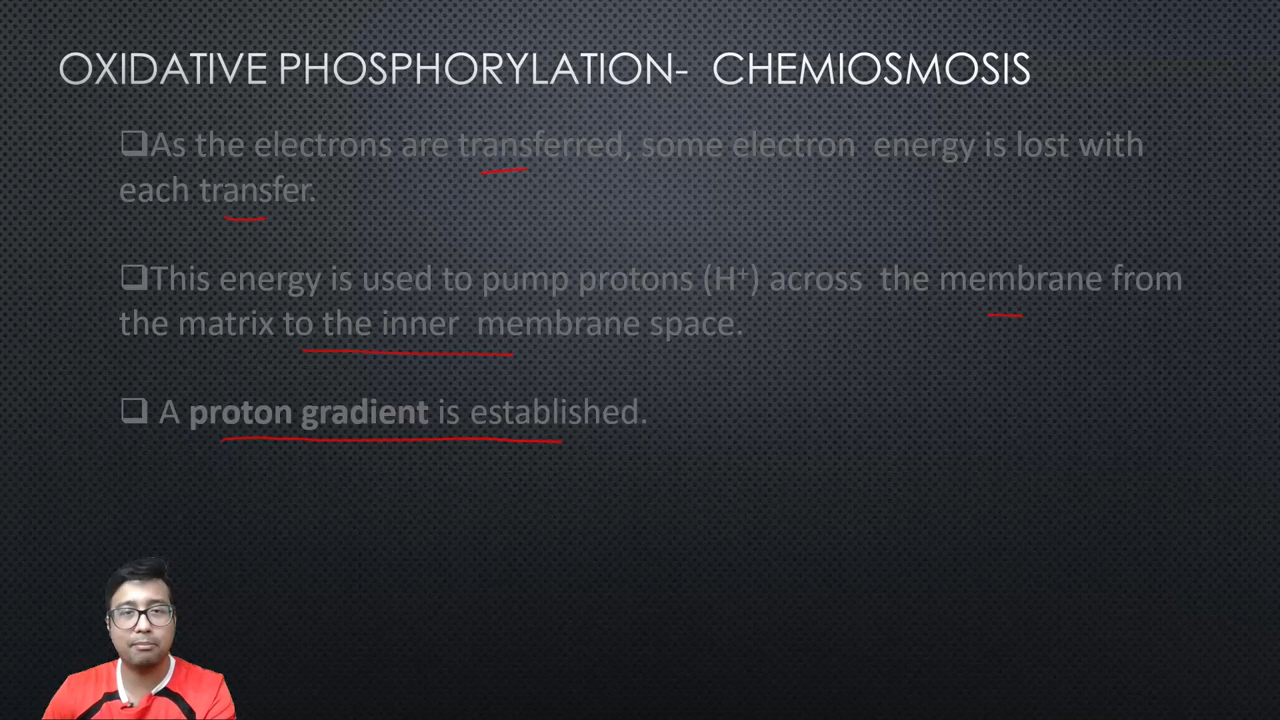 OXIDATIVE PHOSPHORYLATION- CHEMIOSMOSIS
❑As the electrons are transferred, some electron energy is lost with
each transfer.
❑This energy is used to pump protons (H⁺) across the membrane from
the matrix to the inner membrane space.
❑ A proton gradient is established.